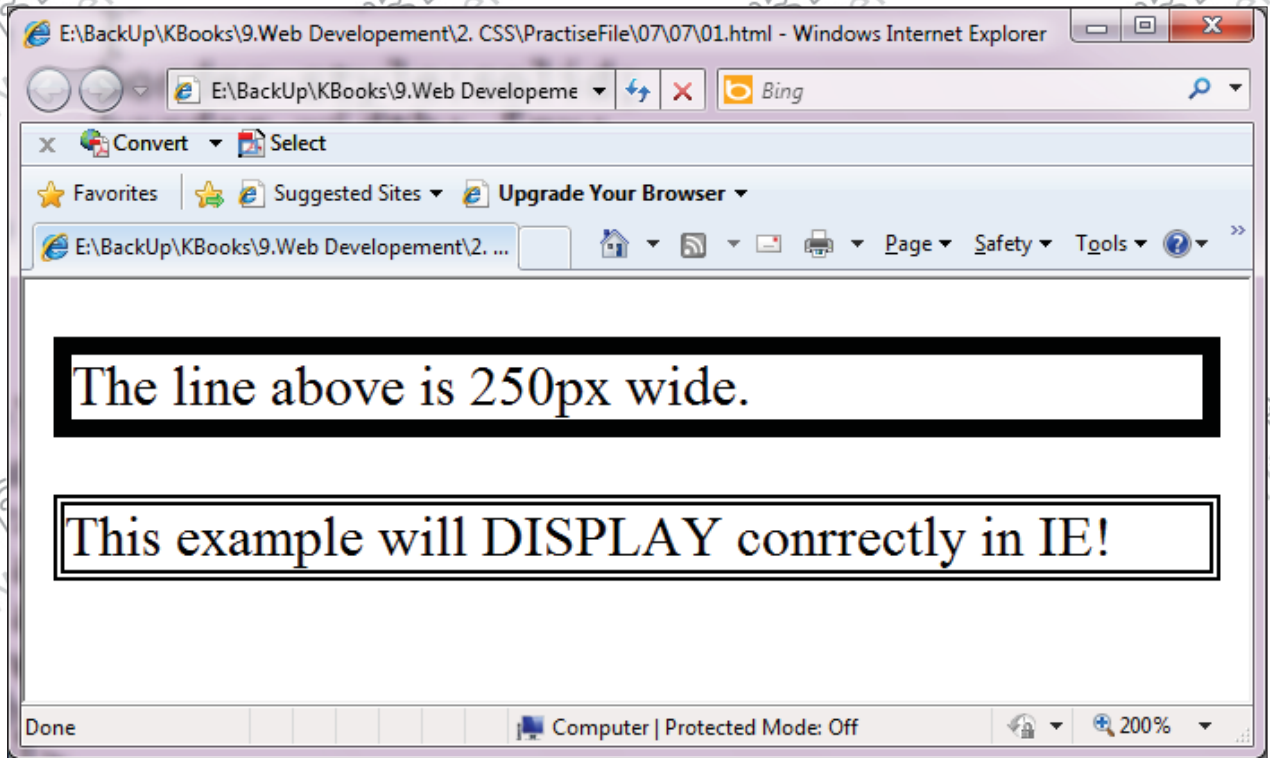 E:\BackUp\KBooks\9.Web Developement\2. CSS\PractiseFile\07\07\01.html - Windows Internet Explorer
E:\BackUp\KBooks\9.Web Developeme Bing
x Convert Select
Favorites Suggested Sites Upgrade Your Browser
E:\BackUp\KBooks\9.Web Developement\2. ... Page Safety Tools »
The line above is 250px wide.
This example will DISPLAY conrrectly in IE!
Done Computer | Protected Mode: Off 200%